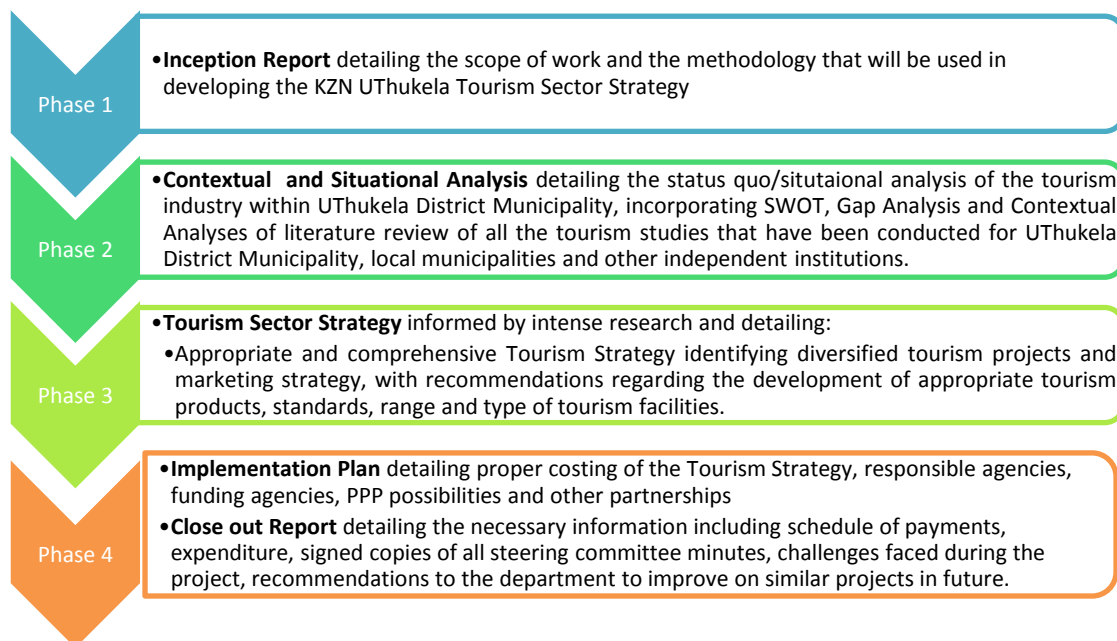 Phase 1
•Inception Report detailing the scope of work and the methodology that will be used in
developing the KZN UThukela Tourism Sector Strategy
Phase 2
•Contextual and Situational Analysis detailing the status quo/situtaional analysis of the tourism
industry within UThukela District Municipality, incorporating SWOT, Gap Analysis and Contextual
Analyses of literature review of all the tourism studies that have been conducted for UThukela
District Municipality, local municipalities and other independent institutions.
Phase 3
•Tourism Sector Strategy informed by intense research and detailing:
•Appropriate and comprehensive Tourism Strategy identifying diversified tourism projects and
marketing strategy, with recommendations regarding the development of appropriate tourism
products, standards, range and type of tourism facilities.
Phase 4
•Implementation Plan detailing proper costing of the Tourism Strategy, responsible agencies,
funding agencies, PPP possibilities and other partnerships
•Close out Report detailing the necessary information including schedule of payments,
expenditure, signed copies of all steering committee minutes, challenges faced during the
project, recommendations to the department to improve on similar projects in future.